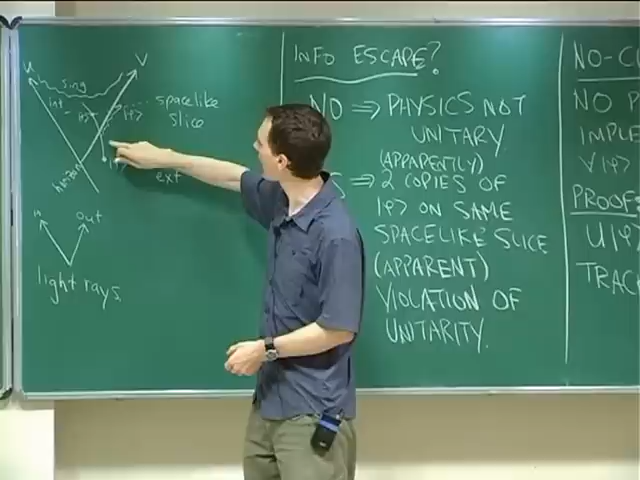 U
V
sing
int
spacelike
slice
horizon
ext
in
out
light rays
INFO ESCAPE?
NO ⇒ PHYSICS NOT
UNITARY
(APPARENTLY)
S ⇒ 2 COPIES OF
|φ> ON SAME
SPACELIKE SLICE
(APPARENT)
VIOLATION OF
UNITARITY.
NO-C
NO P
IMPLE
∀|φ>
PROOF:
U|φ>
TRAC